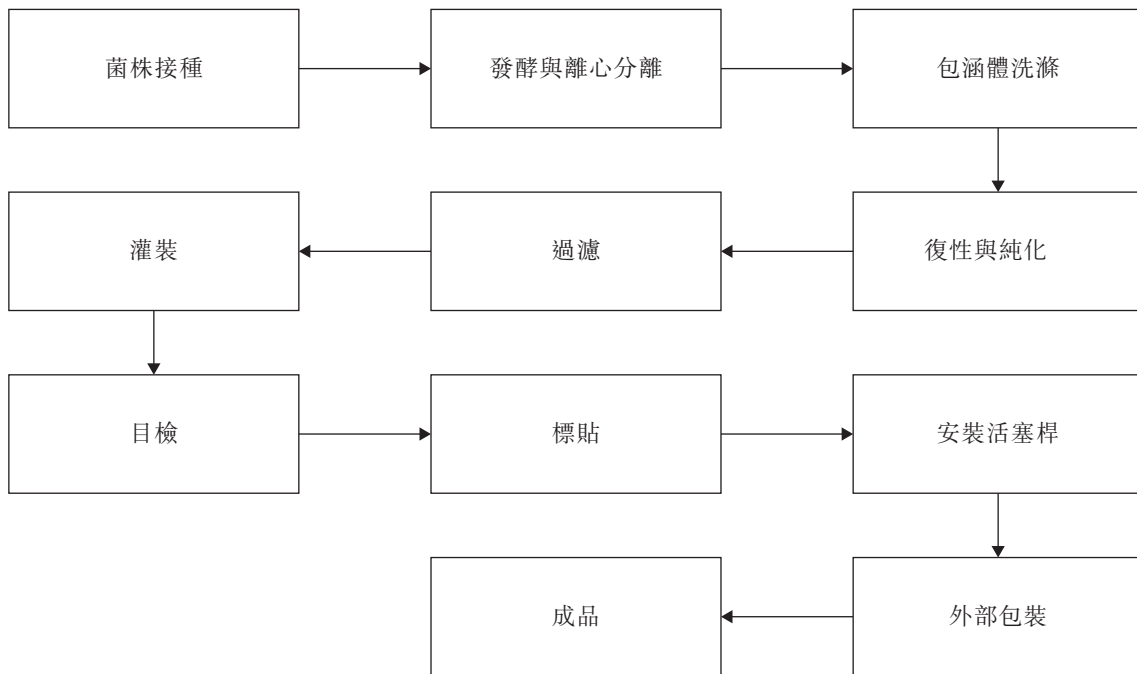 菌株接種
發酵與離心分離
包涵體洗滌
灌裝
過濾
復性與純化
目檢
標貼
安裝活塞桿
成品
外部包裝